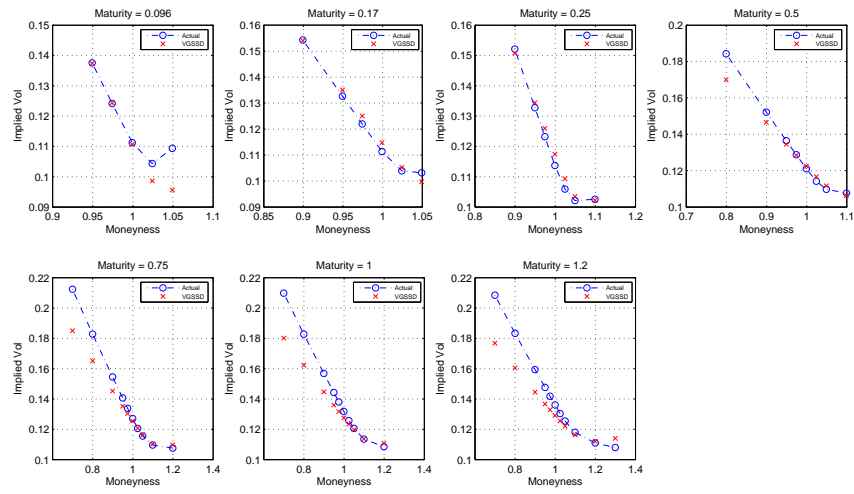 Maturity = 0.096
0.15
0.14
0.13
0.12
0.11
0.1
0.09
0.9 0.95 1 1.05 1.1
Implied Vol
Moneyness
Actual
VGSSD
Maturity = 0.17
0.16
0.15
0.14
0.13
0.12
0.11
0.1
0.09
0.85 0.9 0.95 1 1.05
Implied Vol
Moneyness
Actual
VGSSD
Maturity = 0.25
0.16
0.15
0.14
0.13
0.12
0.11
0.1
0.8 0.9 1 1.1 1.2
Implied Vol
Moneyness
Actual
VGSSD
Maturity = 0.5
0.2
0.18
0.16
0.14
0.12
0.1
0.7 0.8 0.9 1 1.1
Implied Vol
Moneyness
Actual
VGSSD
Maturity = 0.75
0.22
0.2
0.18
0.16
0.14
0.12
0.1
0.8 1 1.2 1.4
Implied Vol
Moneyness
Actual
VGSSD
Maturity = 1
0.22
0.2
0.18
0.16
0.14
0.12
0.1
0.8 1 1.2 1.4
Implied Vol
Moneyness
Actual
VGSSD
Maturity = 1.2
0.22
0.2
0.18
0.16
0.14
0.12
0.1
0.8 1 1.2 1.4
Implied Vol
Moneyness
Actual
VGSSD